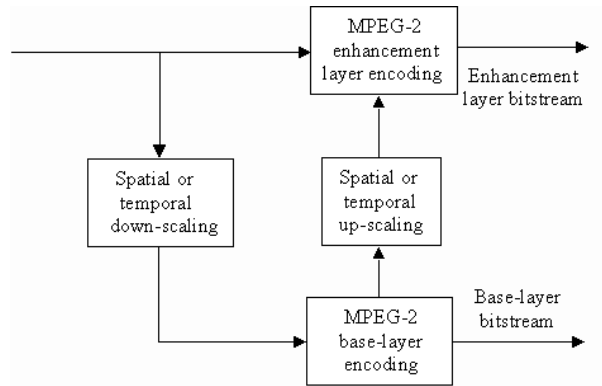 MPEG-2
enhancement
layer encoding
Enhancement
layer bitstream
Spatial or
temporal
down-scaling
Spatial or
temporal
up-scaling
MPEG-2
base-layer
encoding
Base-layer
bitstream